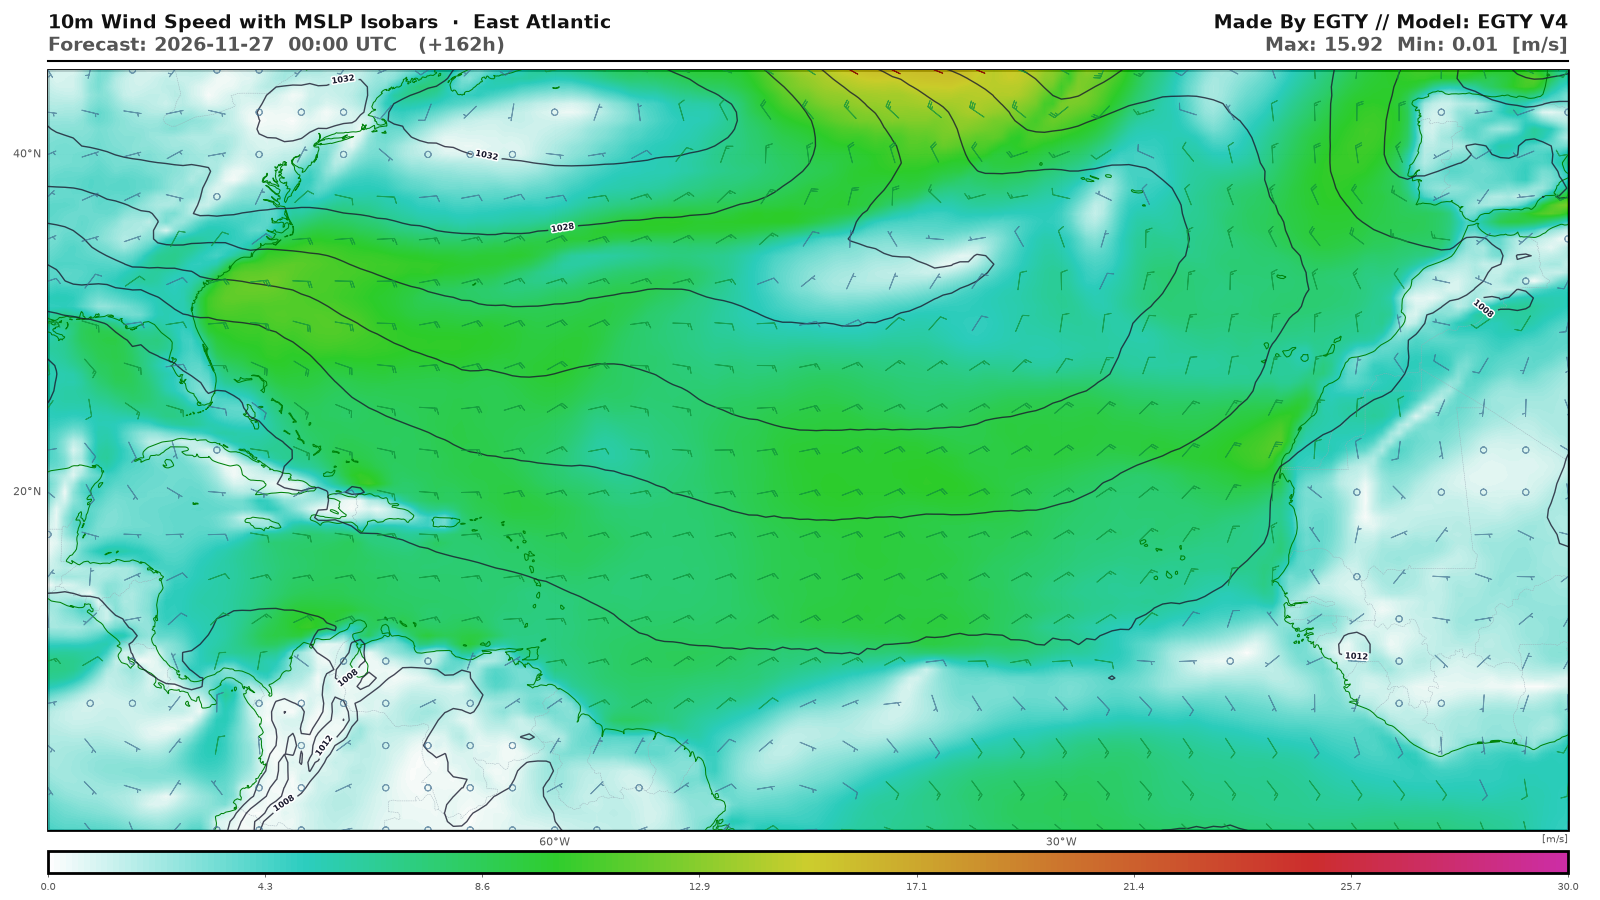 10m Wind Speed with MSLP Isobars · East Atlantic
Made By EGTY // Model: EGTY V4
Forecast: 2026-11-27 00:00 UTC (+162h)
Max: 15.92 Min: 0.01 [m/s]
1032
40°N
1032
1028
1008
20°N
1012
1008
1012
1008
60°W
30°W
[m/s]
0.0
4.3
8.6
12.9
17.1
21.4
25.7
30.0